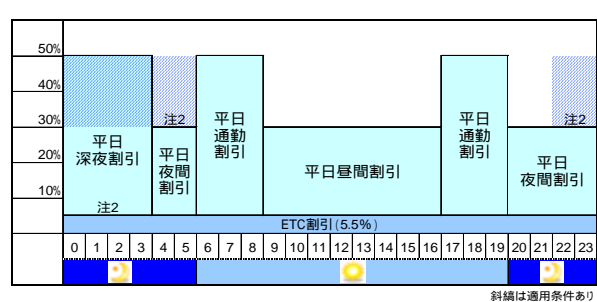 50%
40%
30%
20%
10%
平日
深夜割引
注2
注2
平日
夜間
割引
平日
通勤
割引
平日昼間割引
平日
通勤
割引
注2
平日
夜間割引
ETC割引(5.5%)
0 1 2 3 4 5 6 7 8 9 10 11 12 13 14 15 16 17 18 19 20 21 22 23
斜縞は適用条件あり